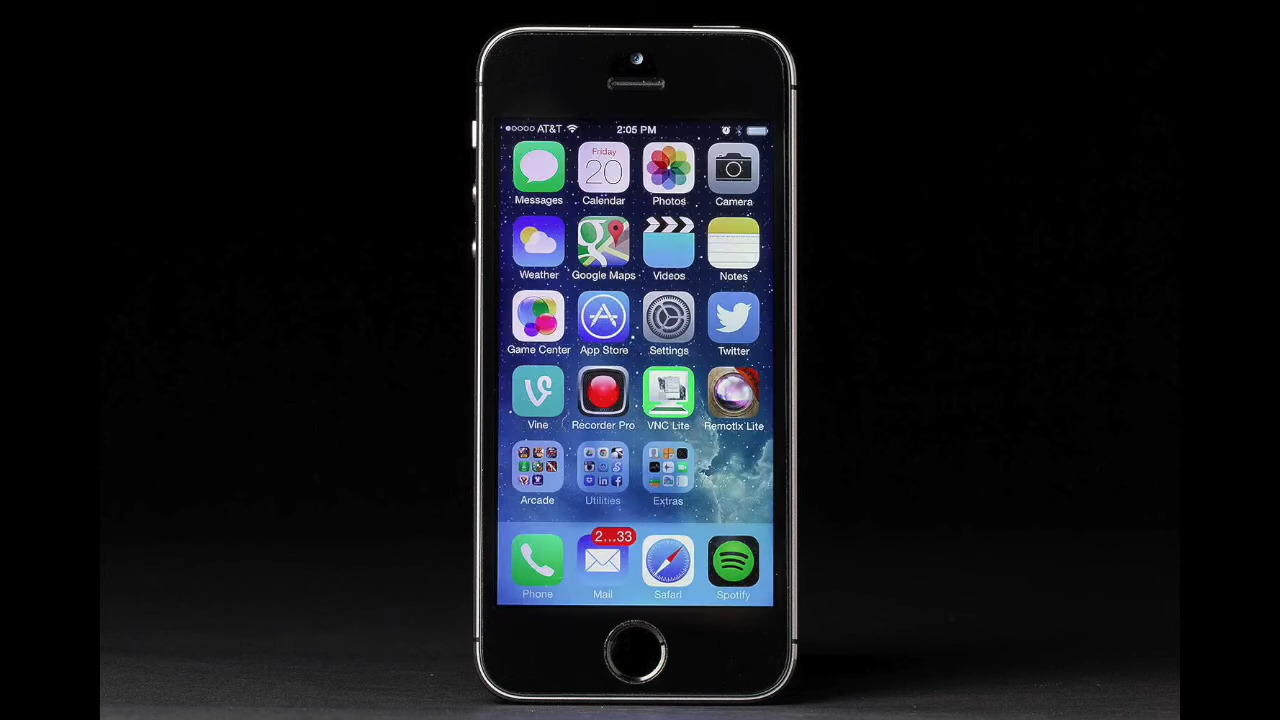 AT&T 2:05 PM
Friday
20
Messages Calendar Photos Camera
Weather Google Maps Videos Notes
Game Center App Store Settings Twitter
Vine Recorder Pro VNC Lite Remotix Lite
Arcade Utilities Extras
2...33
Phone Mail Safari Spotify